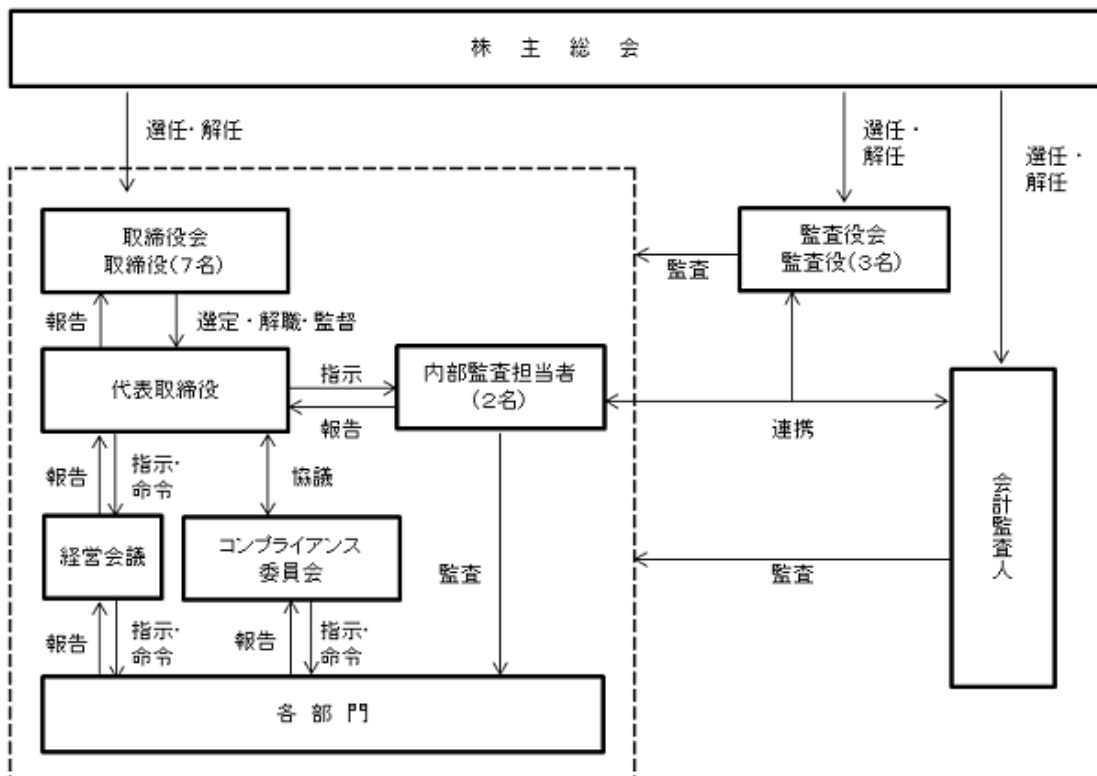 株主総会
選任・解任
選任・
解任
選任・
解任
取締役会
取締役(7名)
監査役会
監査役(3名)
監査
報告
選定・解職・監督
代表取締役
指示
報告
内部監査担当者
(2名)
連携
報告
指示・
命令
協議
経営会議
コンプライアンス
委員会
監査
監査
会計監査人
報告
指示・
命令
報告
指示・
命令
各部門